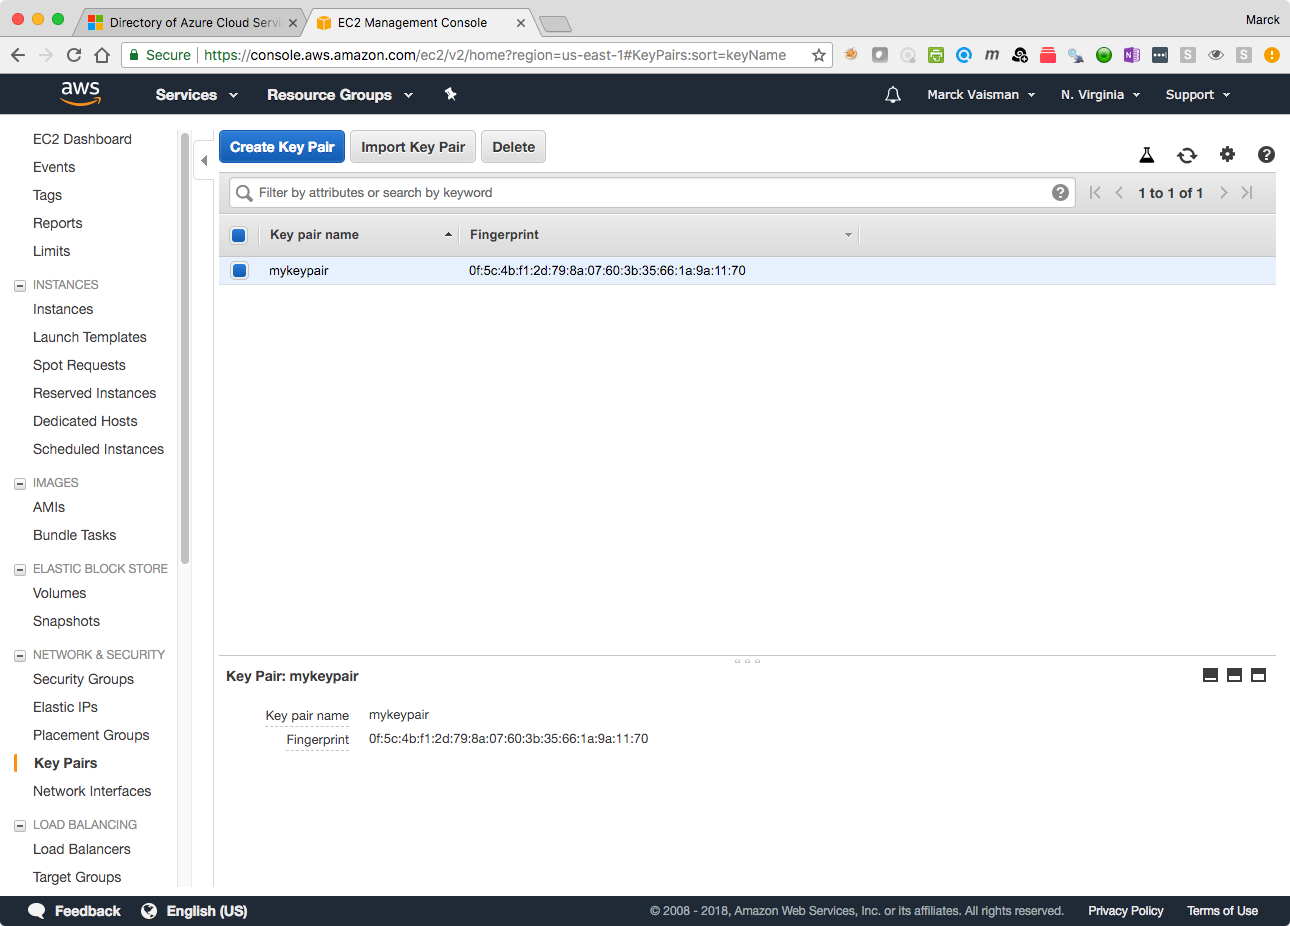 Directory of Azure Cloud Serv
EC2 Management Console
Marck
Secure
https://console.aws.amazon.com/ec2/v2/home?region=us-east-1#KeyPairs:sort=keyName
aws
Services
Resource Groups
Marck Vaisman
N. Virginia
Support
EC2 Dashboard
Events
Tags
Reports
Limits
INSTANCES
Instances
Launch Templates
Spot Requests
Reserved Instances
Dedicated Hosts
Scheduled Instances
IMAGES
AMIs
Bundle Tasks
ELASTIC BLOCK STORE
Volumes
Snapshots
NETWORK & SECURITY
Security Groups
Elastic IPs
Placement Groups
Key Pairs
Network Interfaces
LOAD BALANCING
Load Balancers
Target Groups
Create Key Pair
Import Key Pair
Delete
Filter by attributes or search by keyword
1 to 1 of 1
Key pair name
Fingerprint
mykeypair
0f:5c:4b:f1:2d:79:8a:07:60:3b:35:66:1a:9a:11:70
Key Pair: mykeypair
Key pair name
mykeypair
Fingerprint
0f:5c:4b:f1:2d:79:8a:07:60:3b:35:66:1a:9a:11:70
Feedback
English (US)
© 2008 - 2018, Amazon Web Services, Inc. or its affiliates. All rights reserved.
Privacy Policy
Terms of Use